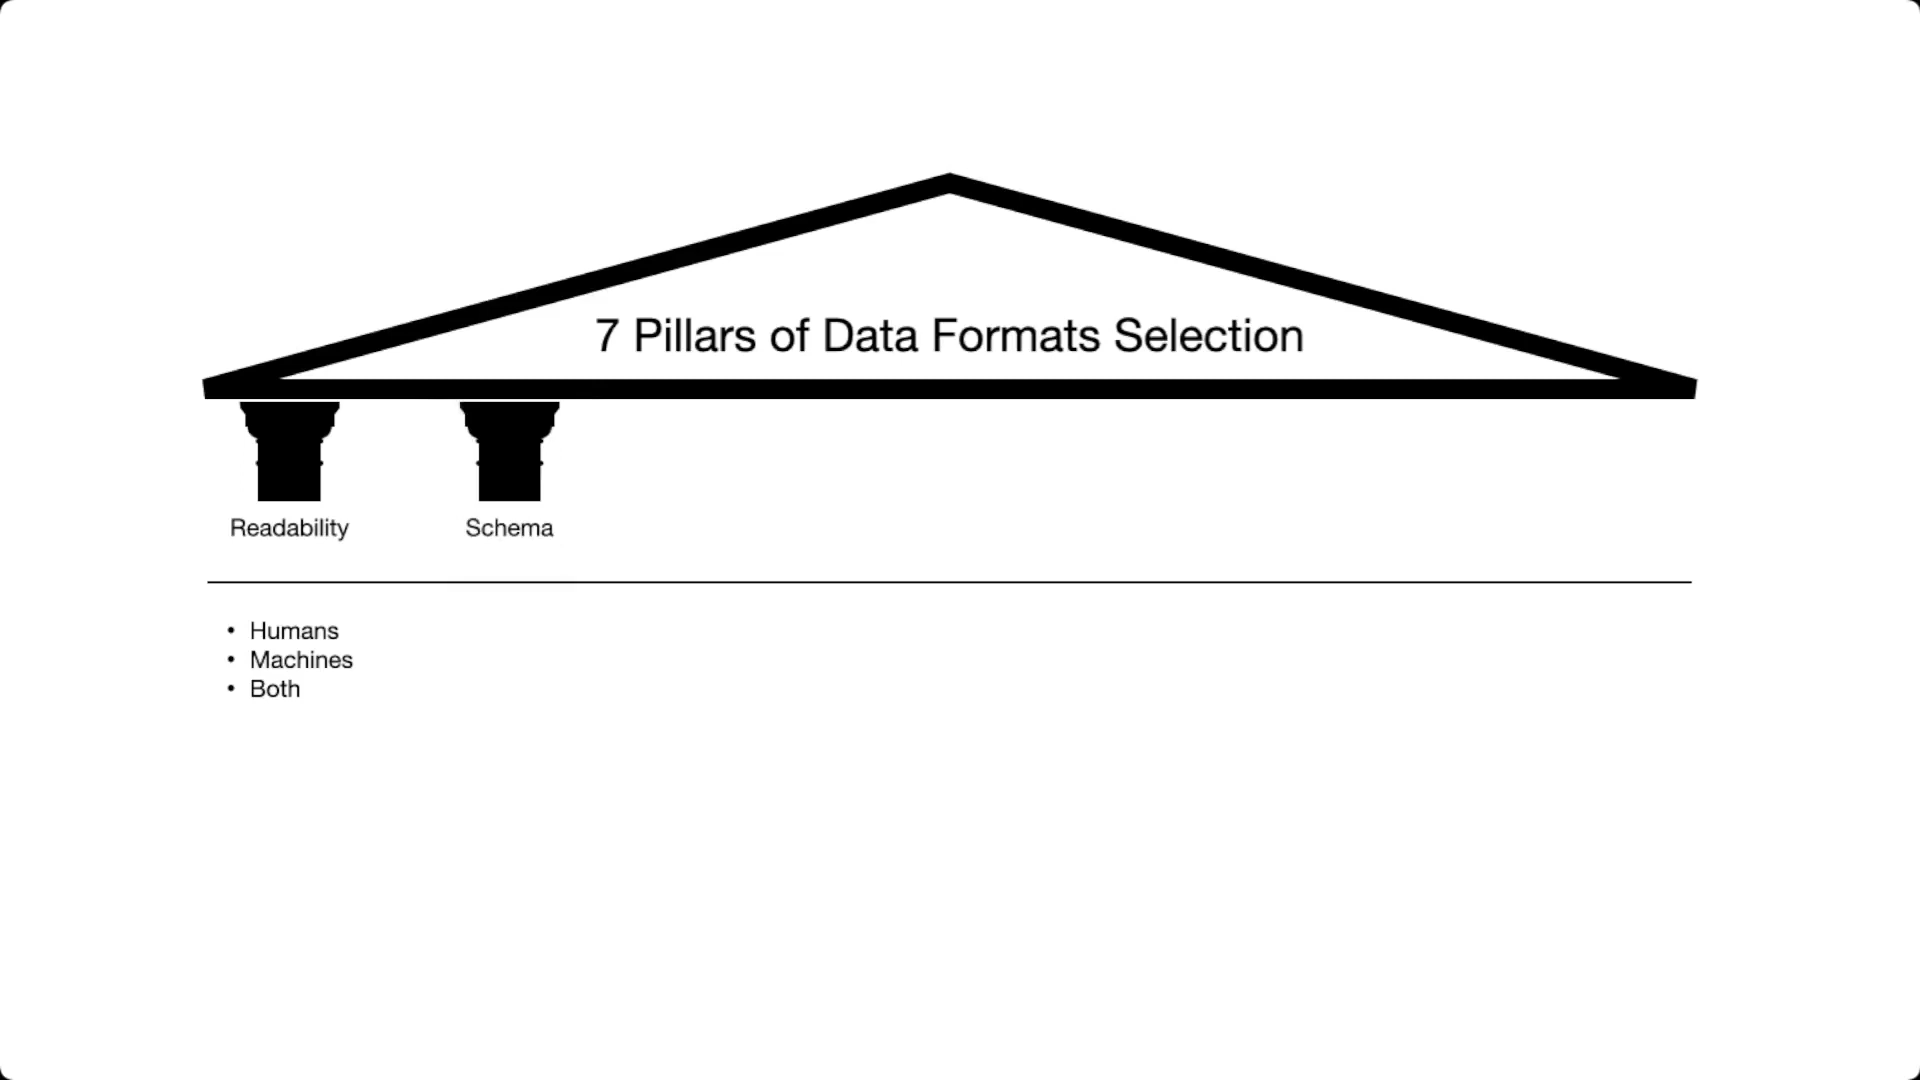 7 Pillars of Data Formats Selection
Readability
Schema
• Humans
• Machines
• Both